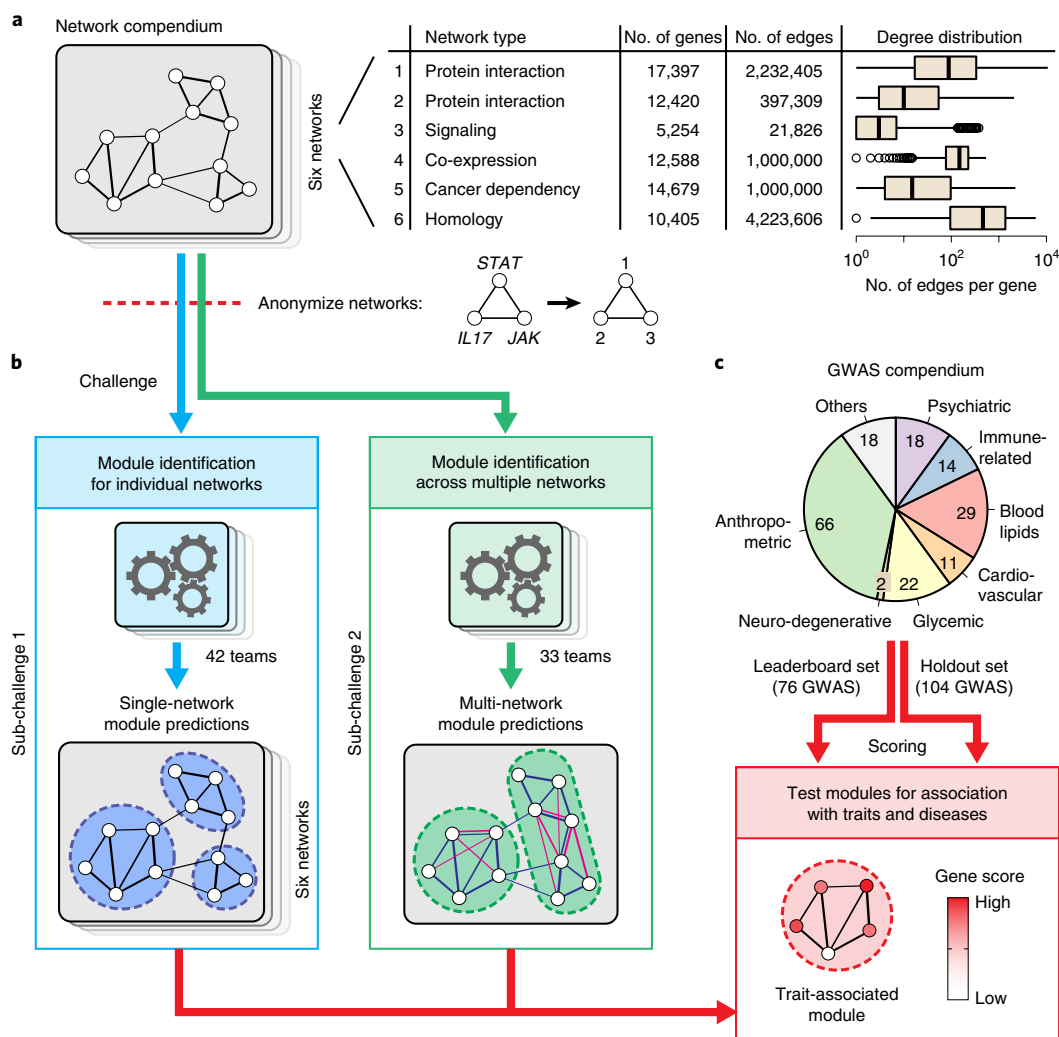 a
Network compendium
Six networks
Network type No. of genes No. of edges Degree distribution
1 Protein interaction 17,397 2,232,405
2 Protein interaction 12,420 397,309
3 Signaling 5,254 21,826
4 Co-expression 12,588 1,000,000
5 Cancer dependency 14,679 1,000,000
6 Homology 10,405 4,223,606
10⁰ 10² 10⁴
No. of edges per gene
Anonymize networks:
STAT
IL17 JAK
1
2 3
b
Challenge
Sub-challenge 1
Module identification
for individual networks
42 teams
Single-network
module predictions
Six networks
Sub-challenge 2
Module identification
across multiple networks
33 teams
Multi-network
module predictions
c
GWAS compendium
Others
18
Psychiatric
18
Immune-
related
14
Blood
lipids
29
Cardio-
vascular
11
Glycemic
22
Neuro-degenerative
2
Anthropo-
metric
66
Leaderboard set
(76 GWAS)
Holdout set
(104 GWAS)
Scoring
Test modules for association
with traits and diseases
Gene score
High
Low
Trait-associated
module